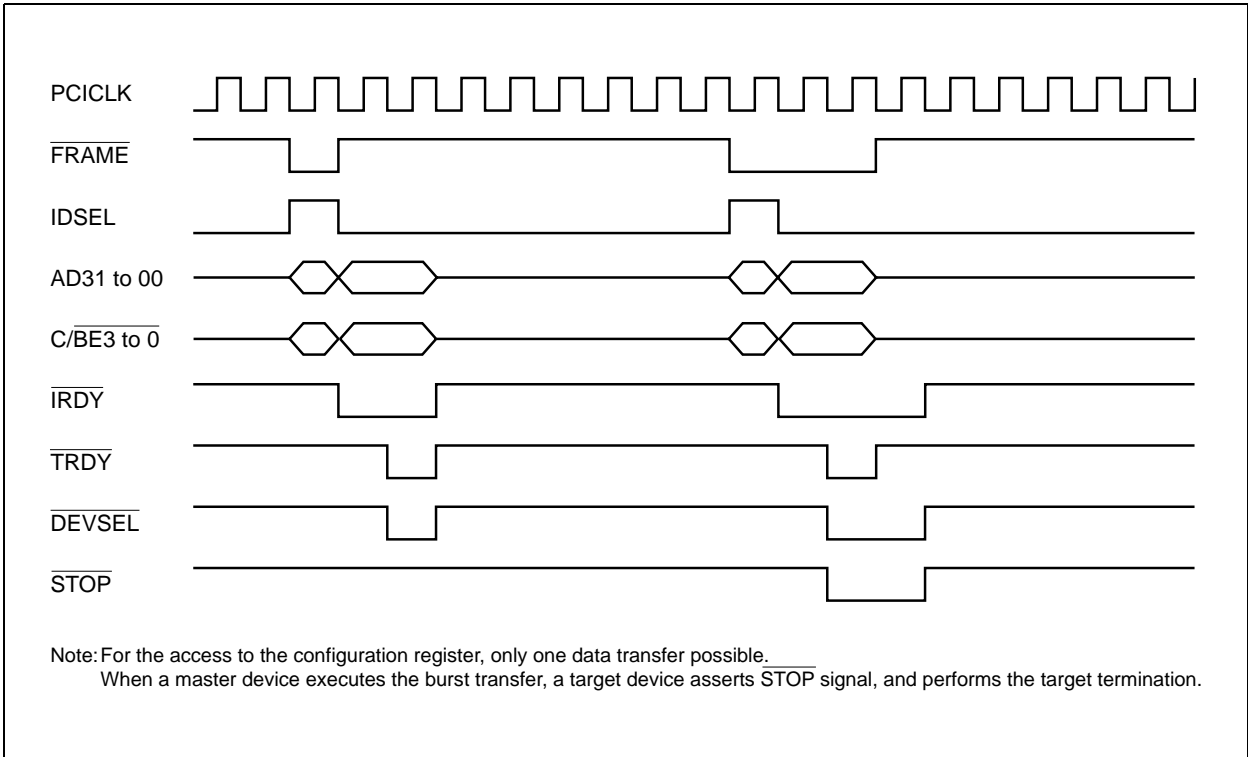 PCICLK
FRAME
IDSEL
AD31 to 00
C/BE3 to 0
IRDY
TRDY
DEVSEL
STOP
Note: For the access to the configuration register, only one data transfer possible.
When a master device executes the burst transfer, a target device asserts STOP signal, and performs the target termination.